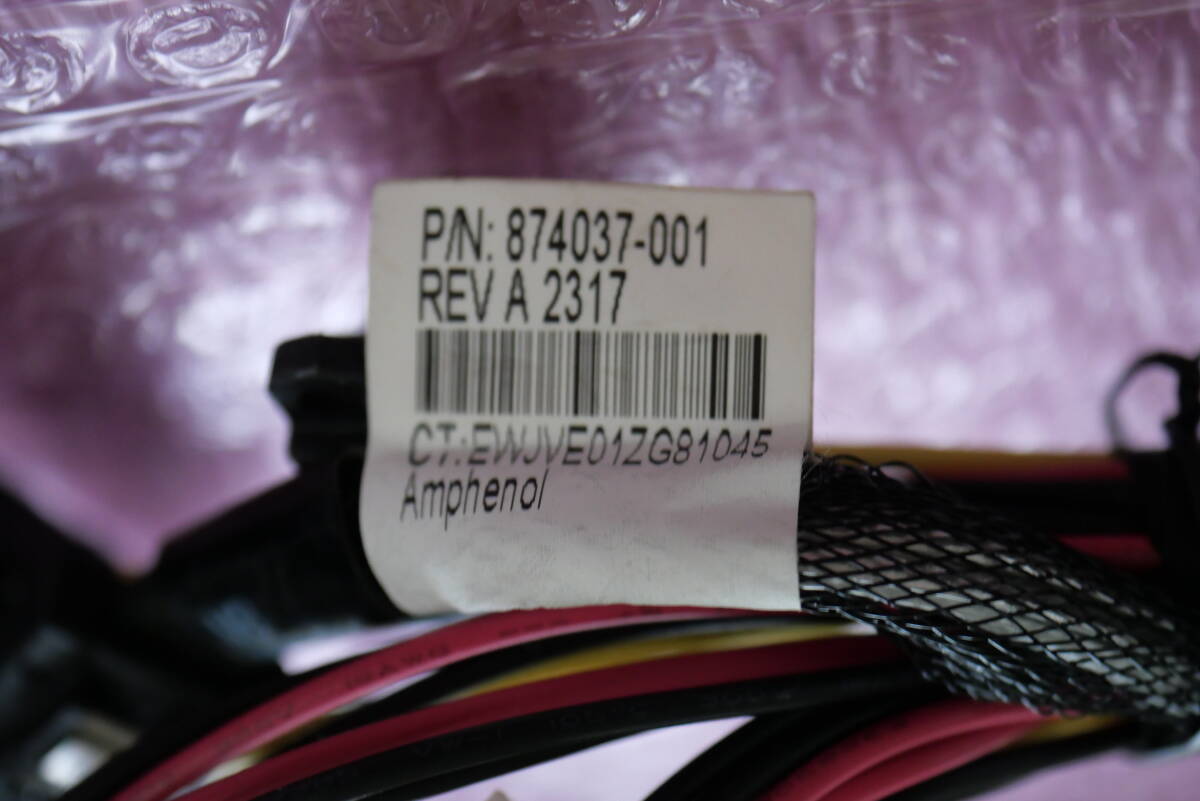 P/N: 874037-001
REV A 2317
CT:EWJVE01ZG81045
Amphenol